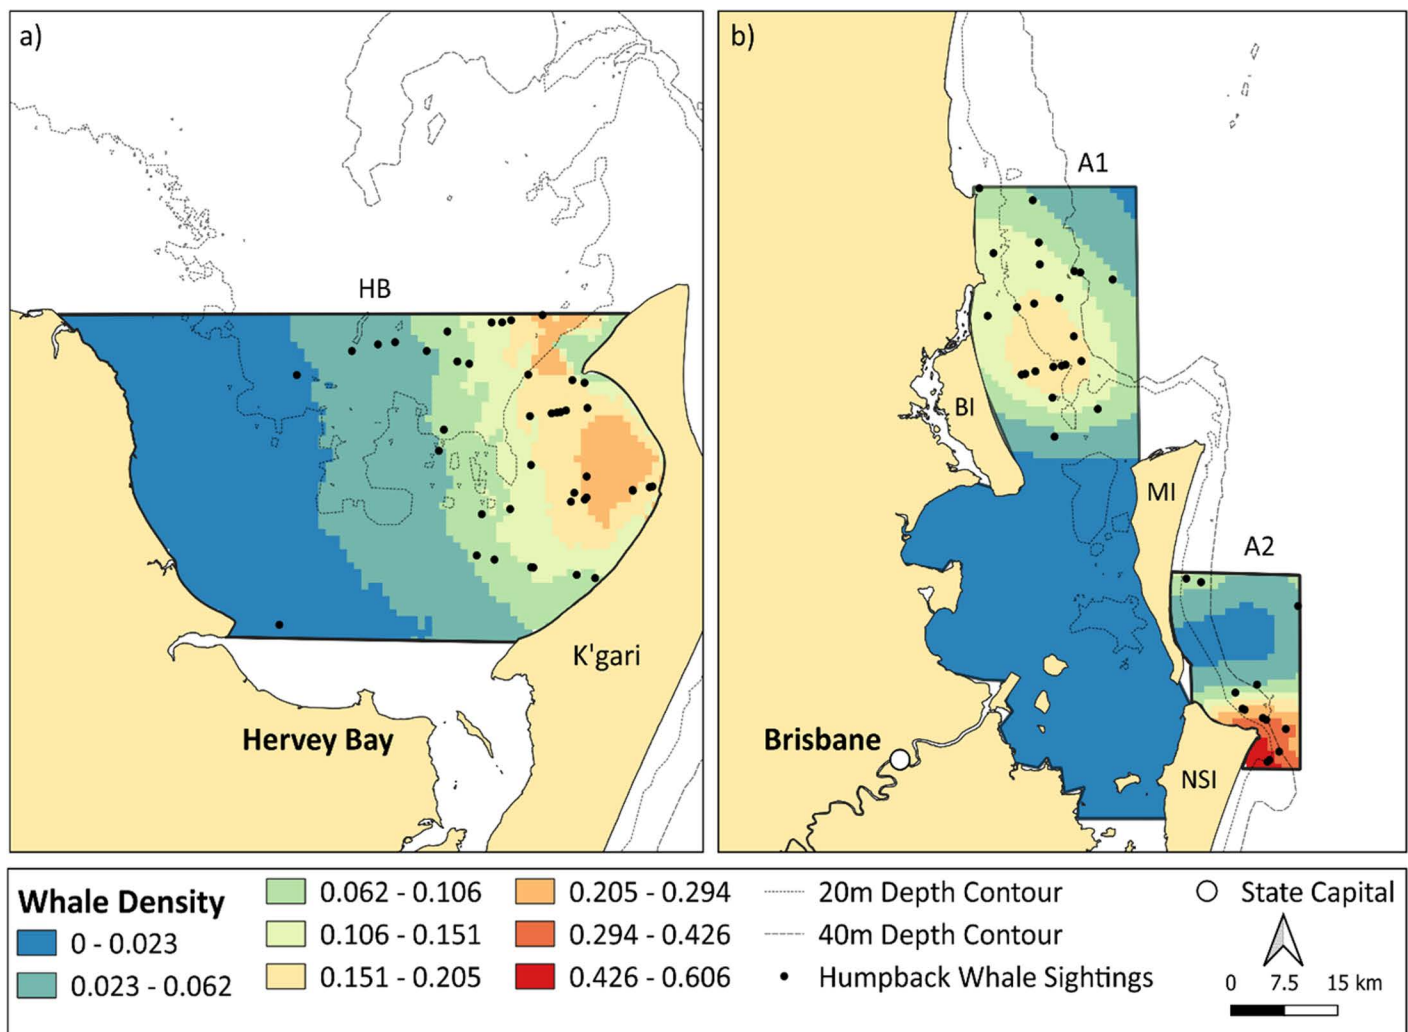 a)
HB
K'gari
Hervey Bay
b)
A1
BI
MI
A2
Brisbane
NSI
Whale Density
0 - 0.023
0.023 - 0.062
0.062 - 0.106
0.106 - 0.151
0.151 - 0.205
0.205 - 0.294
0.294 - 0.426
0.426 - 0.606
20m Depth Contour
40m Depth Contour
Humpback Whale Sightings
State Capital
0 7.5 15 km